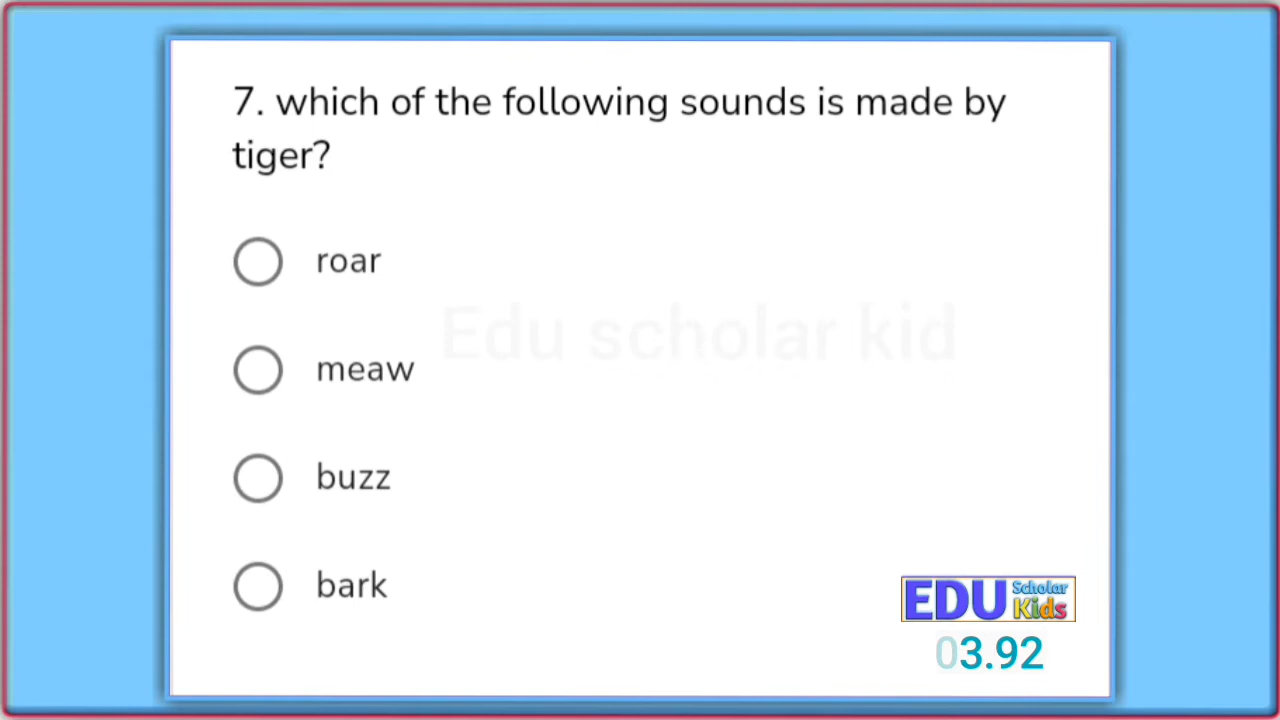 7. which of the following sounds is made by
tiger?
roar
Edu scholar kid
meaw
buzz
bark
EDU Scholar Kids
03.92